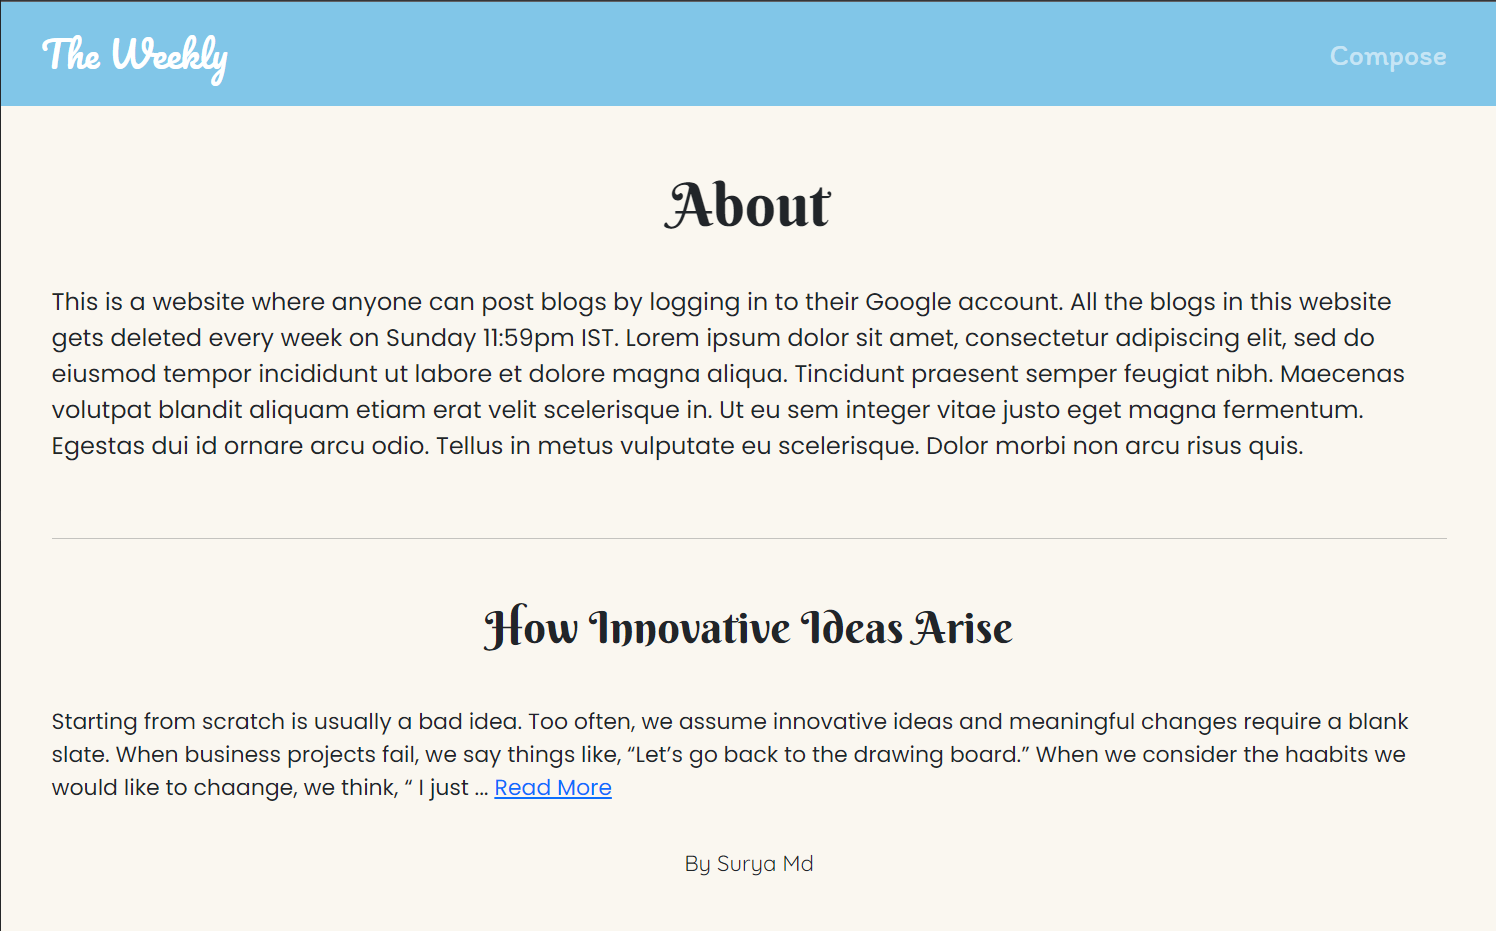 The Weekly
Compose
About
This is a website where anyone can post blogs by logging in to their Google account. All the blogs in this website
gets deleted every week on Sunday 11:59pm IST. Lorem ipsum dolor sit amet, consectetur adipiscing elit, sed do
eiusmod tempor incididunt ut labore et dolore magna aliqua. Tincidunt praesent semper feugiat nibh. Maecenas
volutpat blandit aliquam etiam erat velit scelerisque in. Ut eu sem integer vitae justo eget magna fermentum.
Egestas dui id ornare arcu odio. Tellus in metus vulputate eu scelerisque. Dolor morbi non arcu risus quis.
How Innovative Ideas Arise
Starting from scratch is usually a bad idea. Too often, we assume innovative ideas and meaningful changes require a blank
slate. When business projects fail, we say things like, “Let’s go back to the drawing board.” When we consider the haabits we
would like to chaange, we think, “ I just ... Read More
By Surya Md